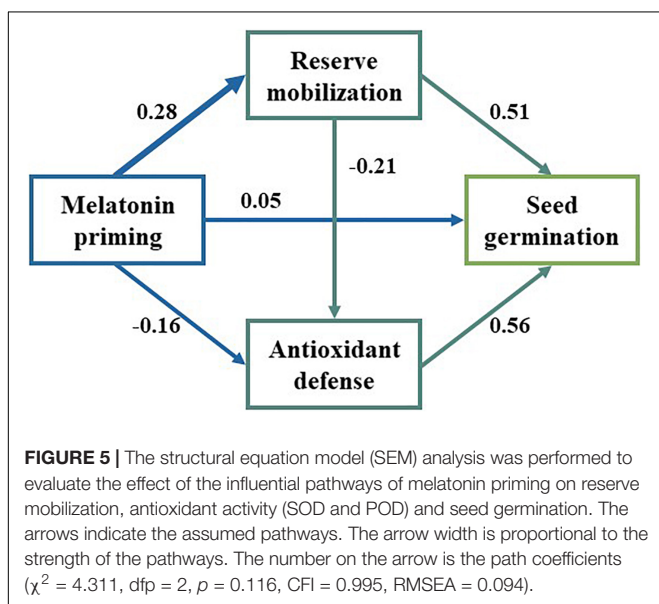 Reserve
mobilization
0.28
0.51
-0.21
Melatonin
priming
0.05
Seed
germination
-0.16
0.56
Antioxidant
defense
FIGURE 5 | The structural equation model (SEM) analysis was performed to
evaluate the effect of the influential pathways of melatonin priming on reserve
mobilization, antioxidant activity (SOD and POD) and seed germination. The
arrows indicate the assumed pathways. The arrow width is proportional to the
strength of the pathways. The number on the arrow is the path coefficients
(χ² = 4.311, dfp = 2, p = 0.116, CFI = 0.995, RMSEA = 0.094).